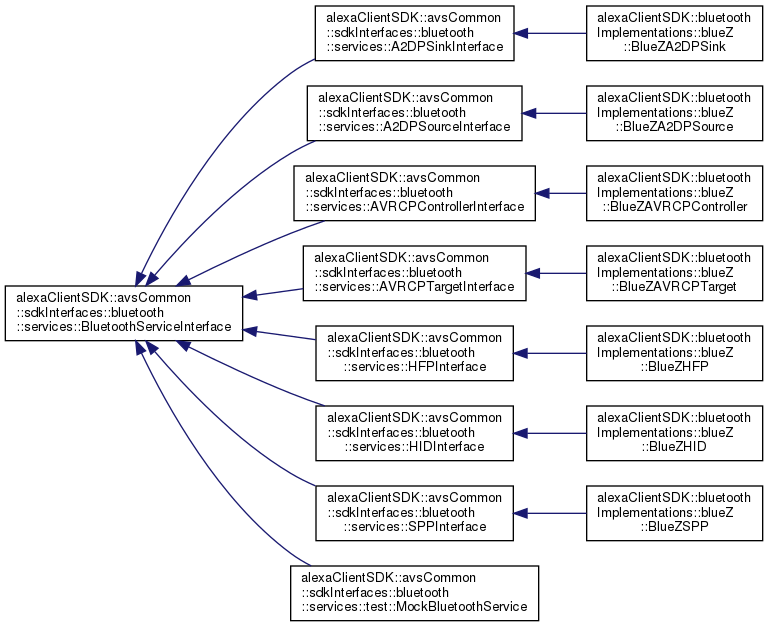 alexaClientSDK::avsCommon
::sdkInterfaces::bluetooth
::services::A2DPSinkInterface
alexaClientSDK::bluetooth
Implementations::blueZ
::BlueZA2DPSink
alexaClientSDK::avsCommon
::sdkInterfaces::bluetooth
::services::A2DPSourceInterface
alexaClientSDK::bluetooth
Implementations::blueZ
::BlueZA2DPSource
alexaClientSDK::avsCommon
::sdkInterfaces::bluetooth
::services::AVRCPControllerInterface
alexaClientSDK::bluetooth
Implementations::blueZ
::BlueZAVRCPController
alexaClientSDK::avsCommon
::sdkInterfaces::bluetooth
::services::AVRCPTargetInterface
alexaClientSDK::bluetooth
Implementations::blueZ
::BlueZAVRCPTarget
alexaClientSDK::avsCommon
::sdkInterfaces::bluetooth
::services::BluetoothServiceInterface
alexaClientSDK::avsCommon
::sdkInterfaces::bluetooth
::services::HFPInterface
alexaClientSDK::bluetooth
Implementations::blueZ
::BlueZHFP
alexaClientSDK::avsCommon
::sdkInterfaces::bluetooth
::services::HIDInterface
alexaClientSDK::bluetooth
Implementations::blueZ
::BlueZHID
alexaClientSDK::avsCommon
::sdkInterfaces::bluetooth
::services::SPPInterface
alexaClientSDK::bluetooth
Implementations::blueZ
::BlueZSPP
alexaClientSDK::avsCommon
::sdkInterfaces::bluetooth
::services::test::MockBluetoothService